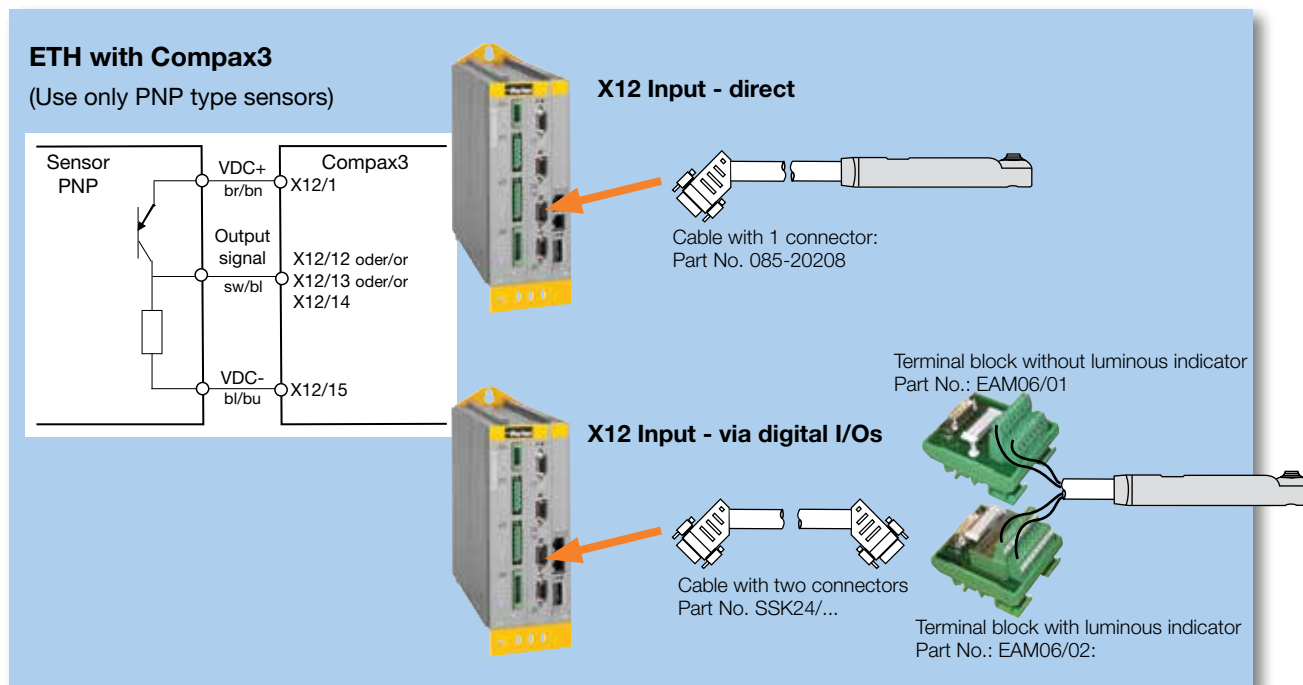 ETH with Compax3
(Use only PNP type sensors)
Sensor
PNP
VDC+
br/bn
Compax3
X12/1
Output
signal
sw/bl
X12/12 oder/or
X12/13 oder/or
X12/14
VDC-
bl/bu
X12/15
X12 Input - direct
Cable with 1 connector:
Part No. 085-20208
X12 Input - via digital I/Os
Terminal block without luminous indicator
Part No.: EAM06/01
Cable with two connectors
Part No. SSK24/...
Terminal block with luminous indicator
Part No.: EAM06/02: